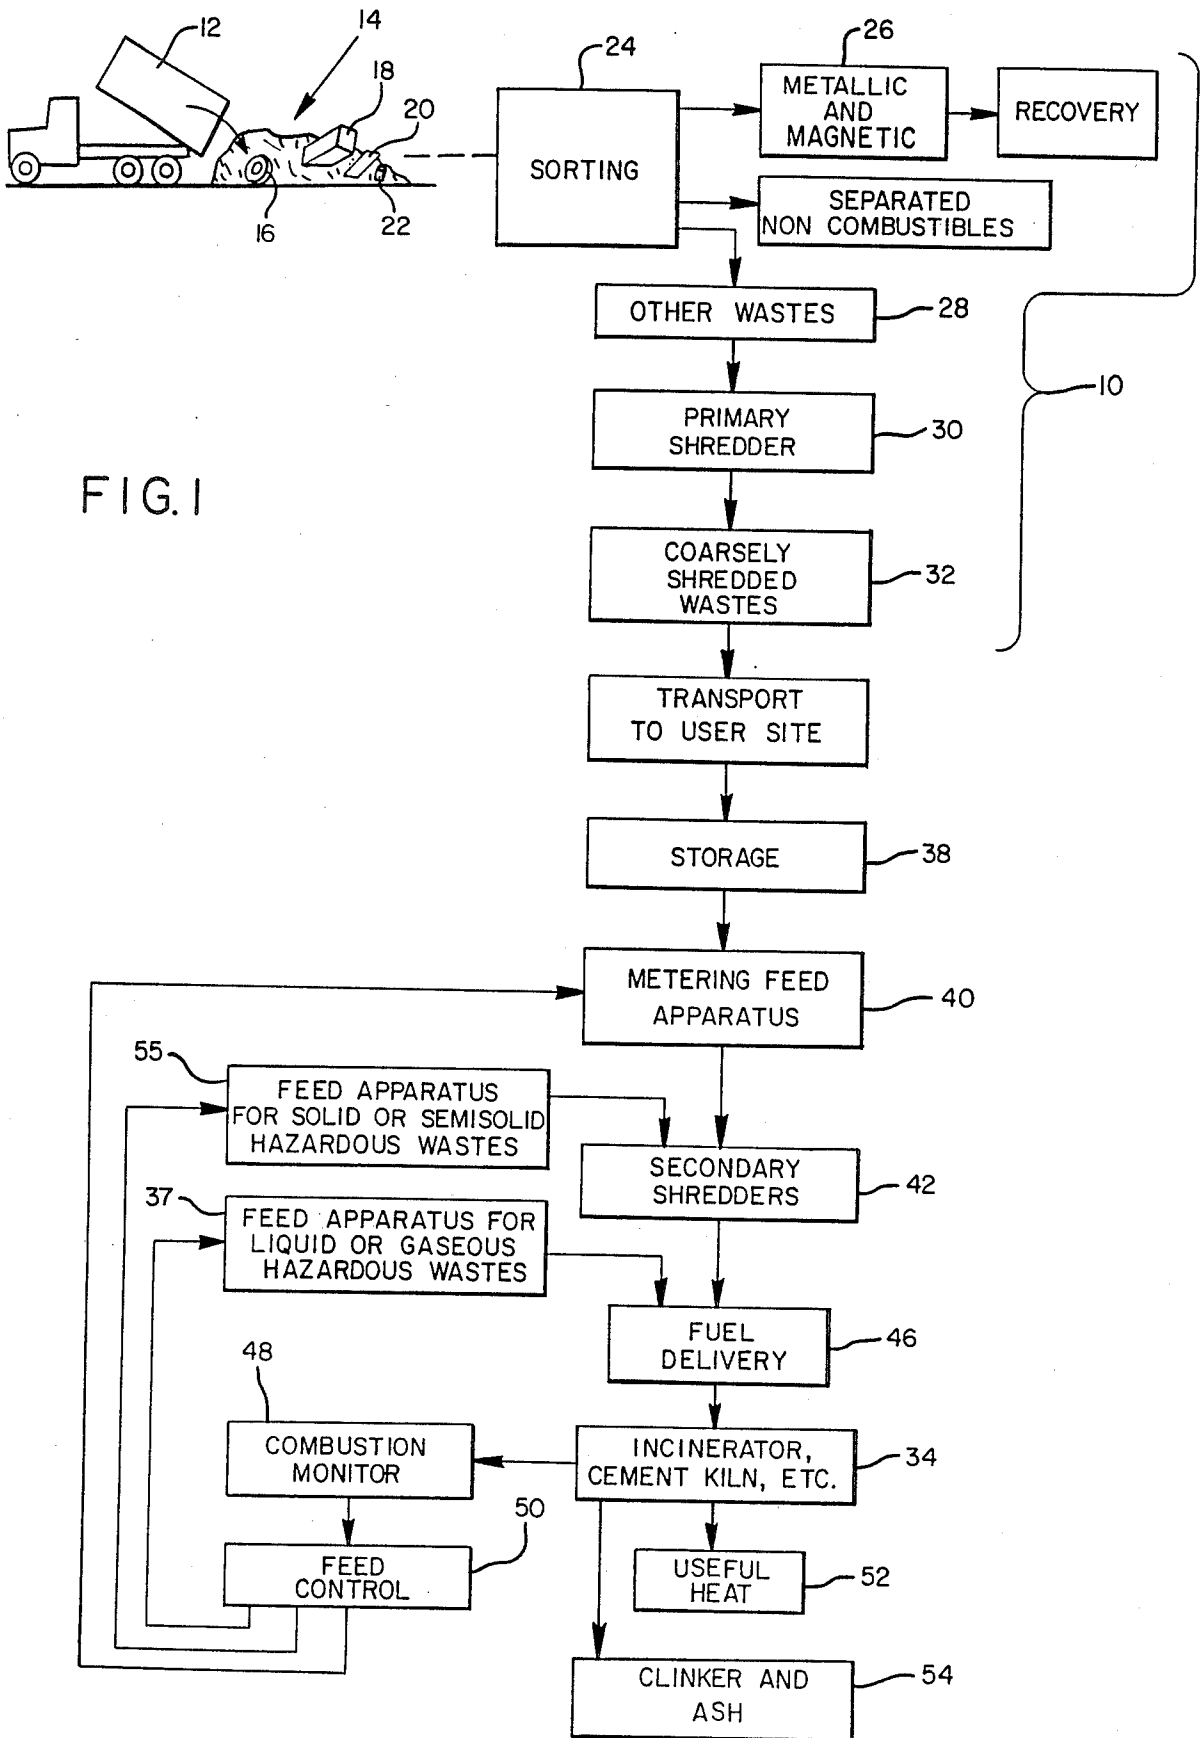 12
14
18
20
16
22
24
SORTING
26
METALLIC
AND
MAGNETIC
RECOVERY
SEPARATED
NON COMBUSTIBLES
OTHER WASTES
28
10
PRIMARY
SHREDDER
30
FIG. 1
COARSELY
SHREDDED
WASTES
32
TRANSPORT
TO USER SITE
STORAGE
38
METERING FEED
APPARATUS
40
55
FEED APPARATUS
FOR SOLID OR SEMISOLID
HAZARDOUS WASTES
SECONDARY
SHREDDERS
42
37
FEED APPARATUS FOR
LIQUID OR GASEOUS
HAZARDOUS WASTES
FUEL
DELIVERY
46
48
COMBUSTION
MONITOR
INCINERATOR,
CEMENT KILN, ETC.
34
50
FEED
CONTROL
USEFUL
HEAT
52
CLINKER AND
ASH
54